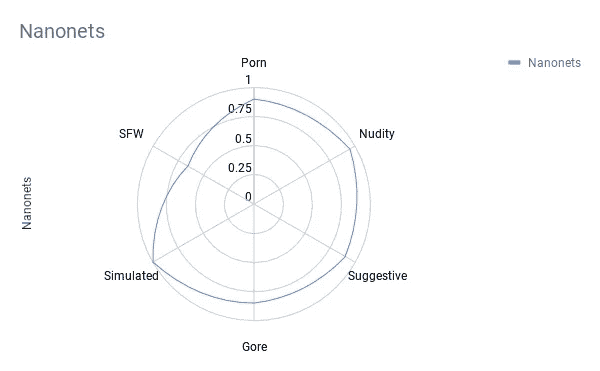 Nanonets
Porn
Nanonets
1
0.75
SFW
Nudity
0.5
0.25
0
Nanonets
Simulated
Suggestive
Gore